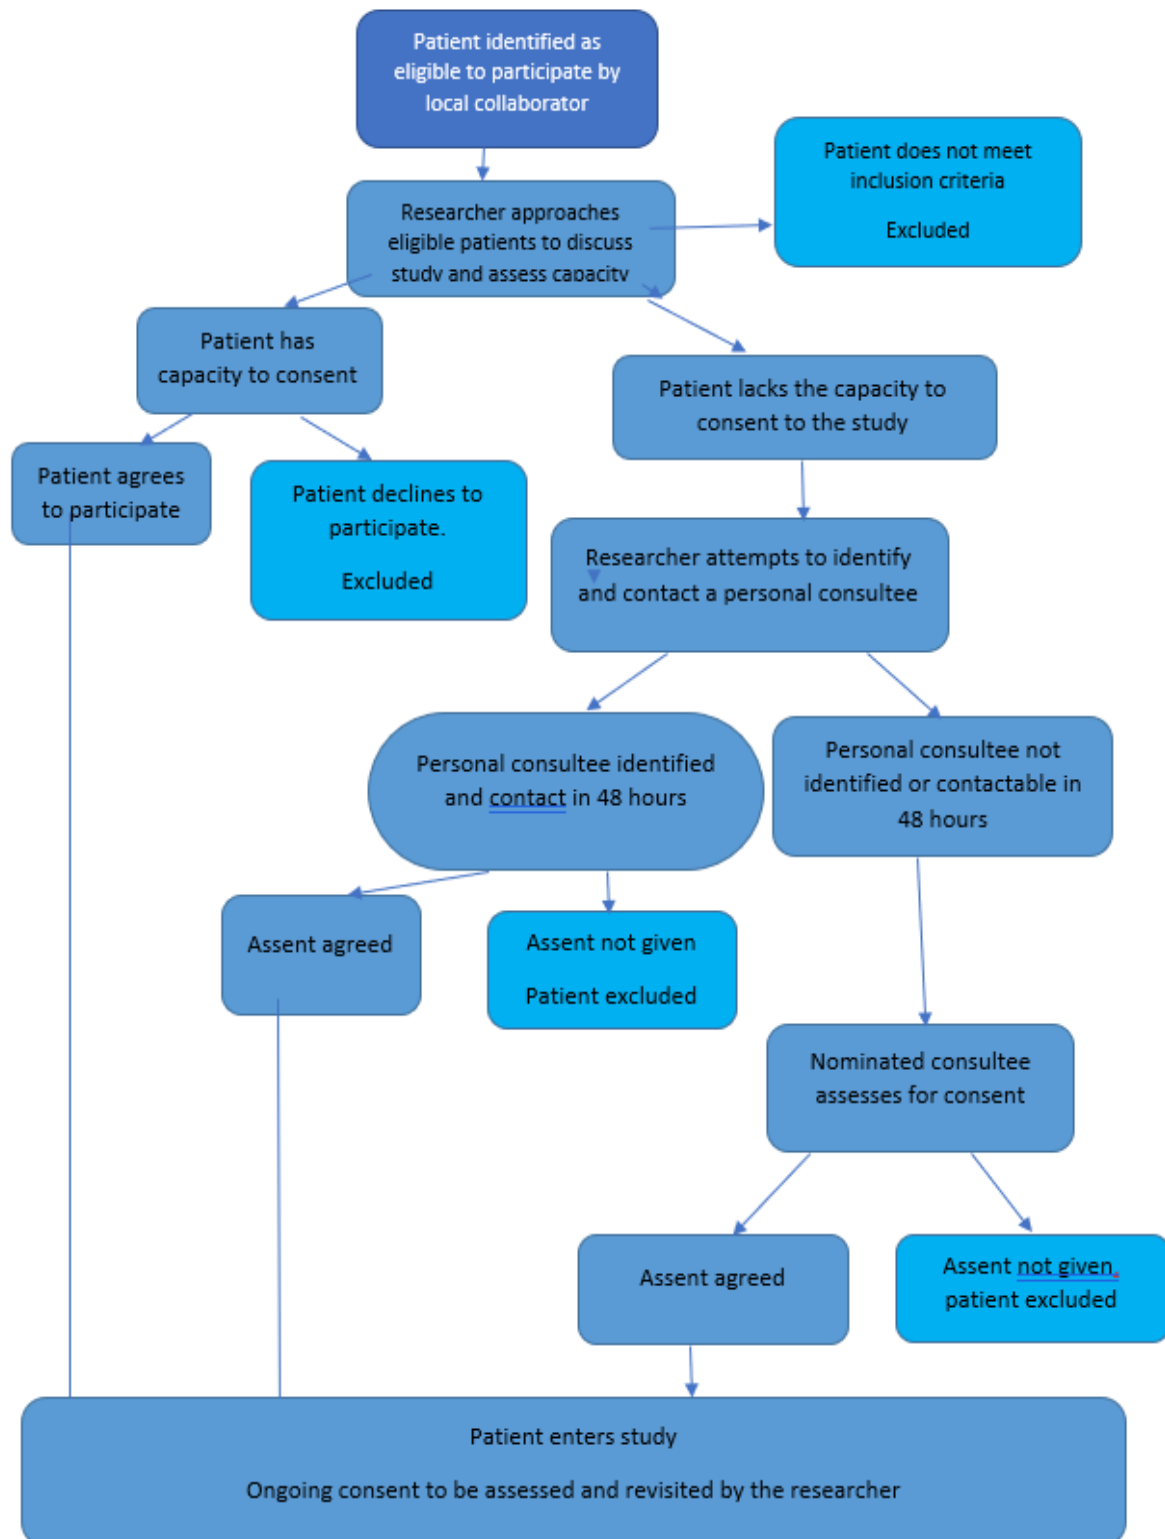 Patient identified as
eligible to participate by
local collaborator
Patient does not meet
inclusion criteria
Excluded
Researcher approaches
eligible patients to discuss
study and assess capacity
Patient has
capacity to consent
Patient lacks the capacity to
consent to the study
Patient agrees
to participate
Patient declines to
participate.
Excluded
Researcher attempts to identify
and contact a personal consultee
Personal consultee identified
and contact in 48 hours
Personal consultee not
identified or contactable in
48 hours
Assent agreed
Assent not given
Patient excluded
Nominated consultee
assesses for consent
Assent agreed
Assent not given.
patient excluded
Patient enters study
Ongoing consent to be assessed and revisited by the researcher